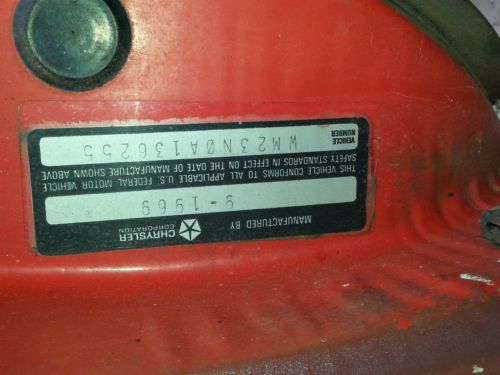 MANUFACTURED BY
CHRYSLER
CORPORATION
9-1969
THIS VEHICLE CONFORMS TO ALL APPLICABLE U.S. FEDERAL MOTOR VEHICLE
SAFETY STANDARDS IN EFFECT ON THE DATE OF MANUFACTURE SHOWN ABOVE
VEHICLE
NUMBER
WM23N0A136255